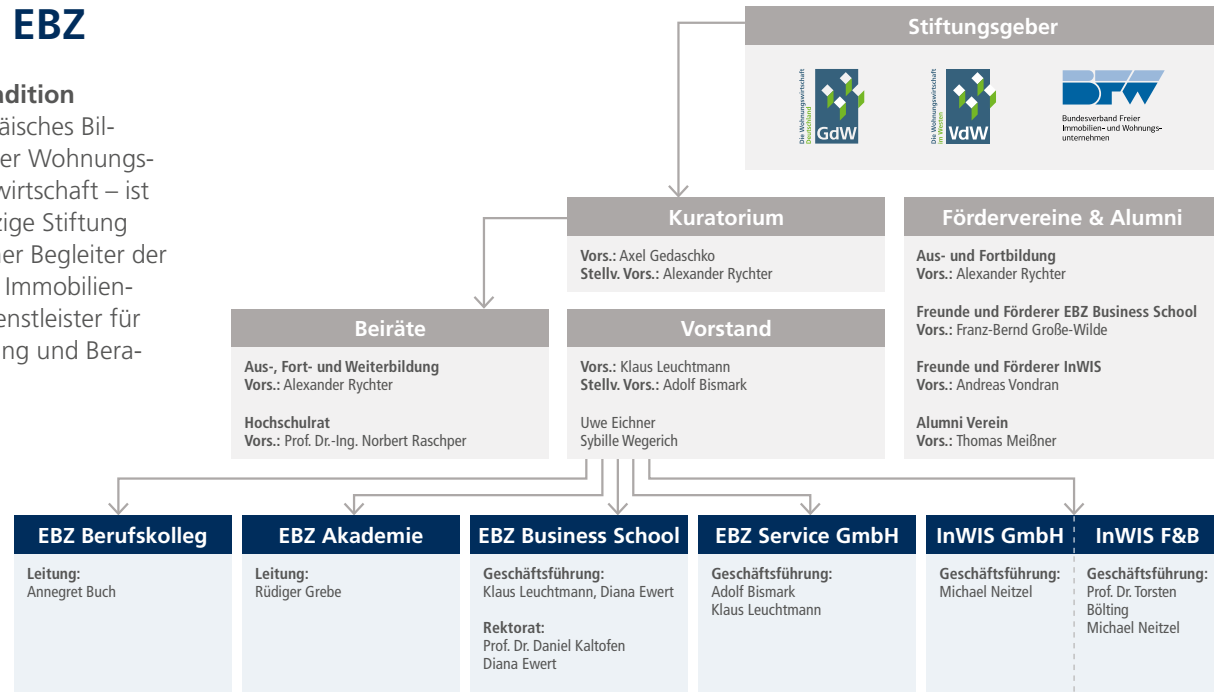 EBZ
ndition
äisches Bil-
er Wohnungs-
wirtschaft – ist
zige Stiftung
her Begleiter der
Immobilien-
enstleister für
ng und Bera-
Stiftungsgeber
Die Wohnungswirtschaft
Deutschland
GdW
Die Wohnungswirtschaft
im Westen
VdW
BFW
Bundesverband Freier
Immobilien- und Wohnungs-
unternehmen
Kuratorium
Vors.: Axel Gedaschko
Stellv. Vors.: Alexander Rychter
Fördervereine & Alumni
Aus- und Fortbildung
Vors.: Alexander Rychter
Freunde und Förderer EBZ Business School
Vors.: Franz-Bernd Große-Wilde
Freunde und Förderer InWIS
Vors.: Andreas Vondran
Alumni Verein
Vors.: Thomas Meißner
Beiräte
Aus-, Fort- und Weiterbildung
Vors.: Alexander Rychter
Hochschulrat
Vors.: Prof. Dr.-Ing. Norbert Raschper
Vorstand
Vors.: Klaus Leuchtmann
Stellv. Vors.: Adolf Bismark
Uwe Eichner
Sybille Wegerich
EBZ Berufskolleg
Leitung:
Annegret Buch
EBZ Akademie
Leitung:
Rüdiger Grebe
EBZ Business School
Geschäftsführung:
Klaus Leuchtmann, Diana Ewert
Rektorat:
Prof. Dr. Daniel Kaltofen
Diana Ewert
EBZ Service GmbH
Geschäftsführung:
Adolf Bismark
Klaus Leuchtmann
InWIS GmbH
Geschäftsführung:
Michael Neitzel
InWIS F&B
Geschäftsführung:
Prof. Dr. Torsten
Bölting
Michael Neitzel